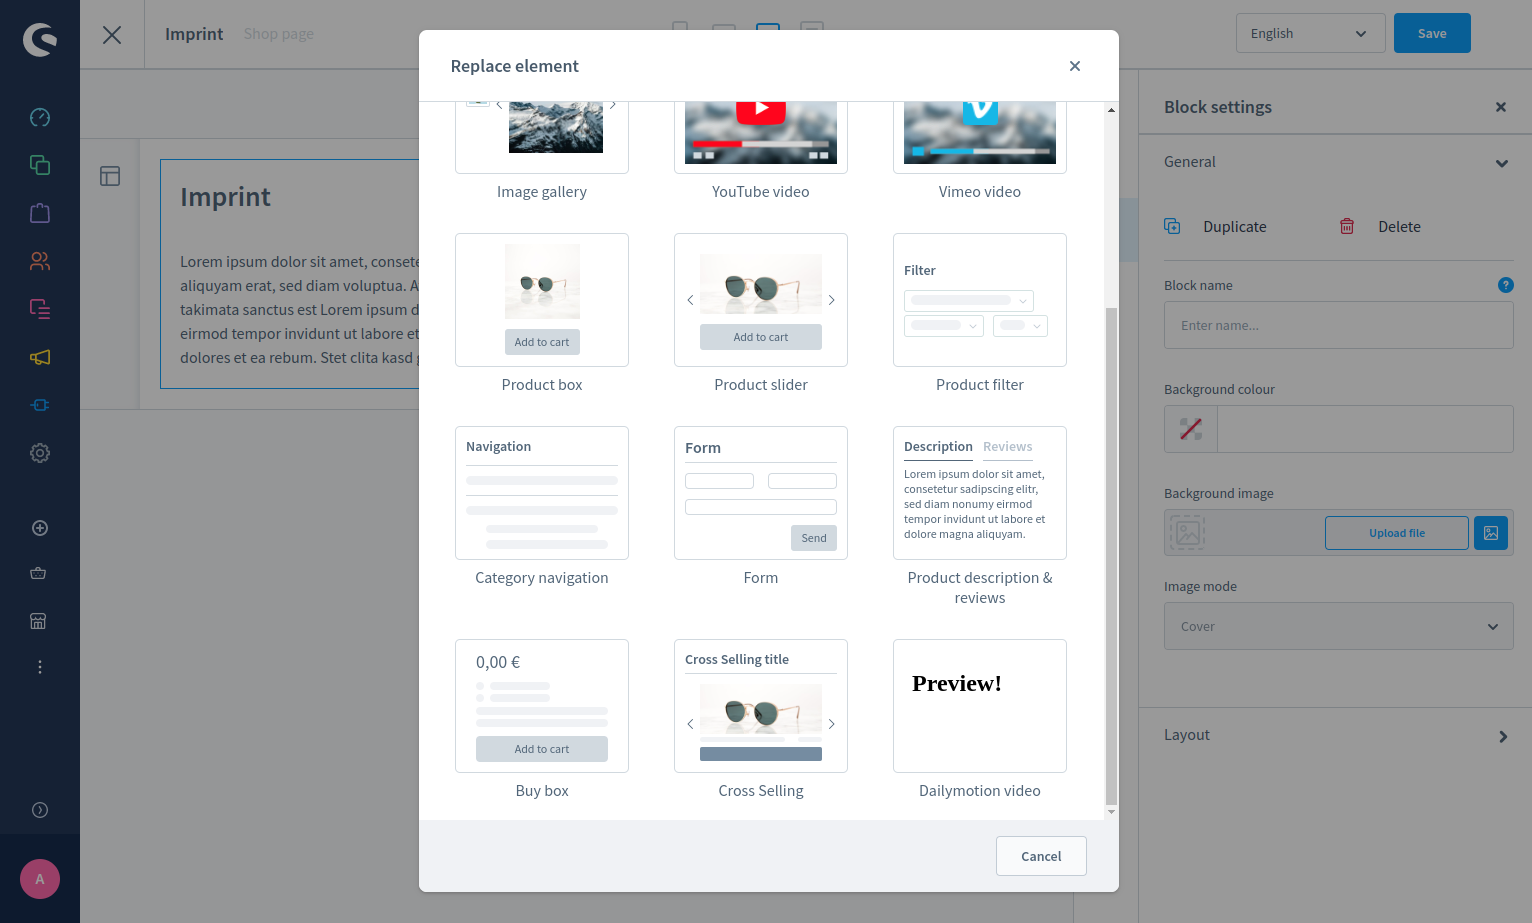 Imprint
Shop page
English
Save
Replace element
Block settings
General
Image gallery
YouTube video
Vimeo video
Imprint
Duplicate
Delete
Lorem ipsum dolor sit amet, consete
aliquyam erat, sed diam voluptua. A
takimata sanctus est Lorem ipsum d
eirmod tempor invidunt ut labore et
dolores et ea rebum. Stet clita kasd g
Block name
?
Enter name...
Add to cart
Product box
Add to cart
Product slider
Filter
Product filter
Background colour
Navigation
Category navigation
Form
Send
Form
Description
Reviews
Lorem ipsum dolor sit amet,
consetetur sadipscing elitr,
sed diam nonumy eirmod
tempor invidunt ut labore et
dolore magna aliquyam.
Product description &
reviews
Background image
Upload file
Image mode
Cover
0,00 €
Add to cart
Buy box
Cross Selling title
Cross Selling
Preview!
Dailymotion video
Layout
Cancel
A